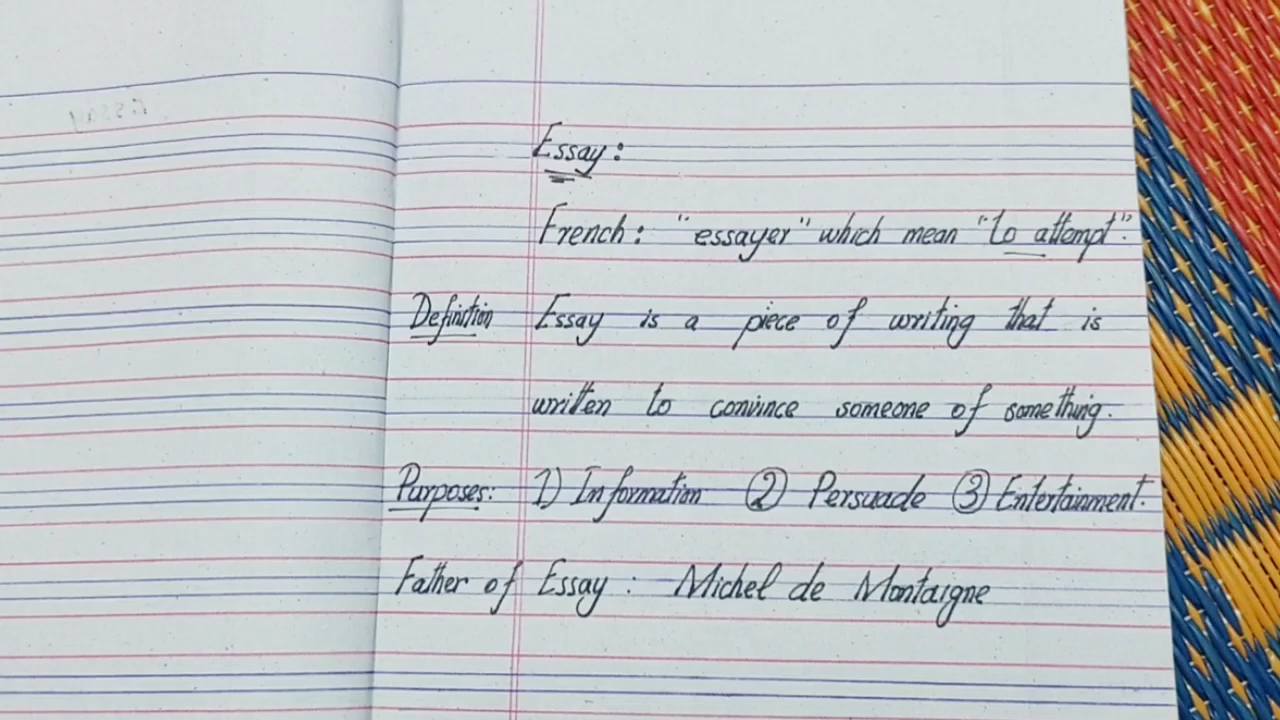 Essay:
French: "essayer" which mean "to attempt".
Definition Essay is a piece of writing that is
written to convince someone of something.
Purposes: 1) Information ② Persuade ③ Entertainment.
Father of Essay : Michel de Montaigne